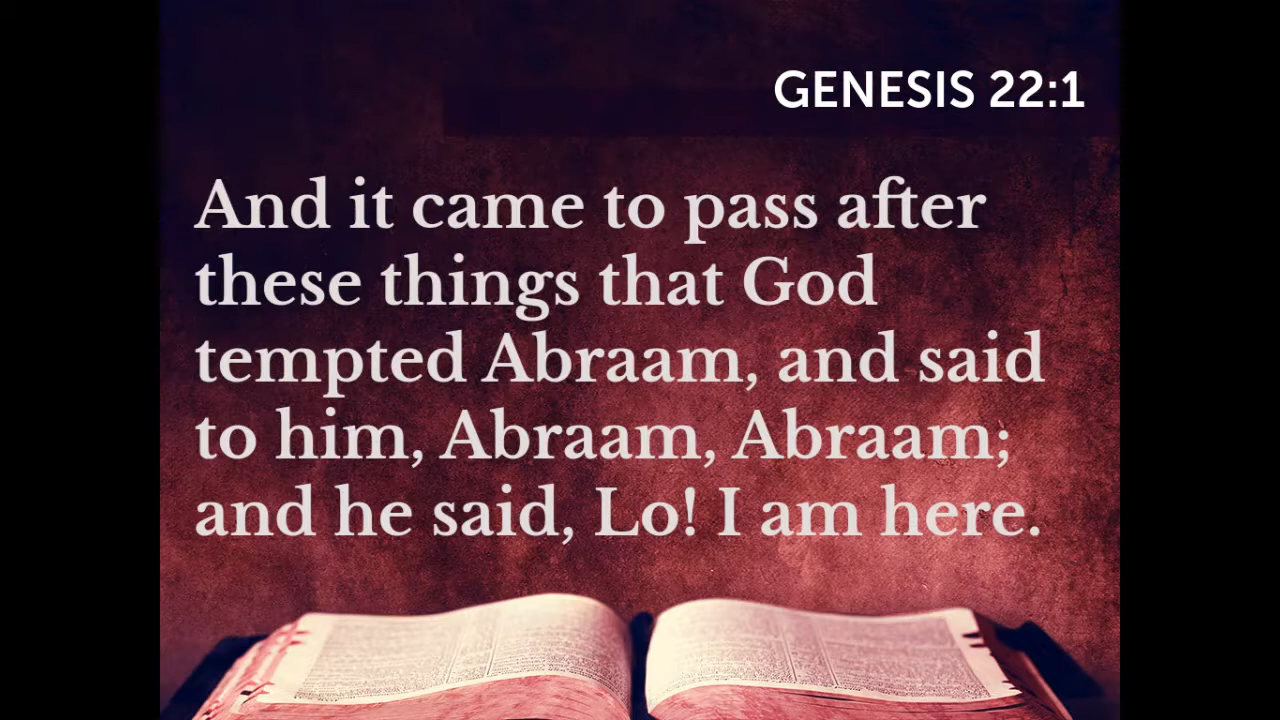 GENESIS 22:1
And it came to pass after
these things that God
tempted Abraam, and said
to him, Abraam, Abraam;
and he said, Lo! I am here.